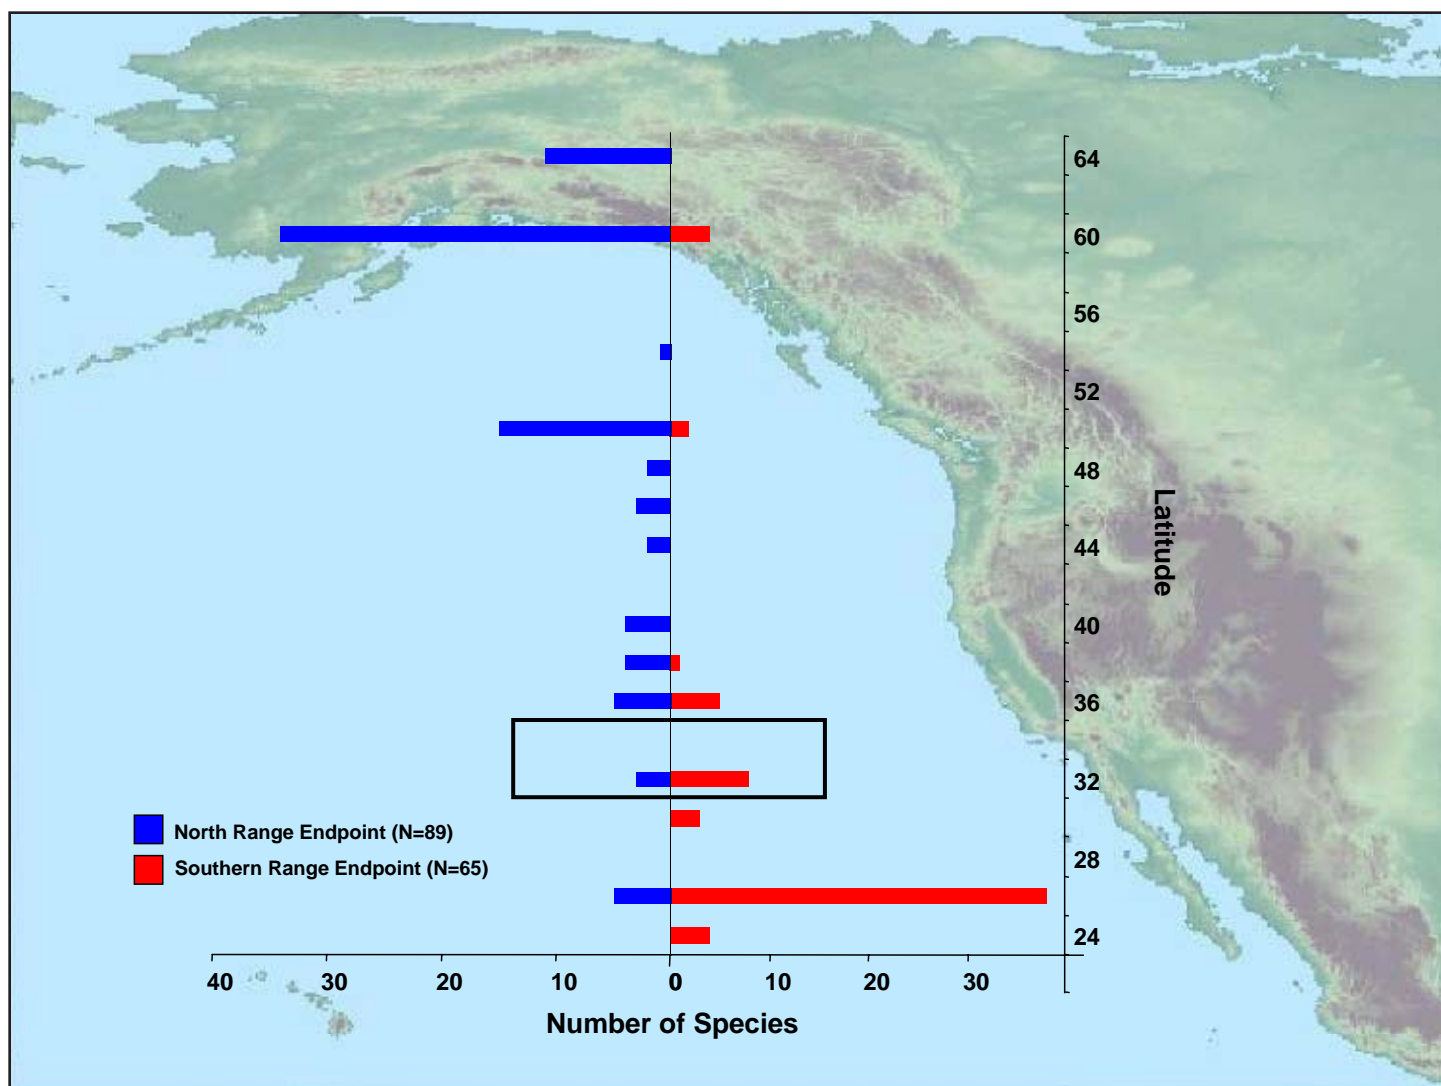 64
60
56
52
48
44
40
36
32
28
24
Latitude
North Range Endpoint (N=89)
Southern Range Endpoint (N=65)
40 30 20 10 0 10 20 30
Number of Species